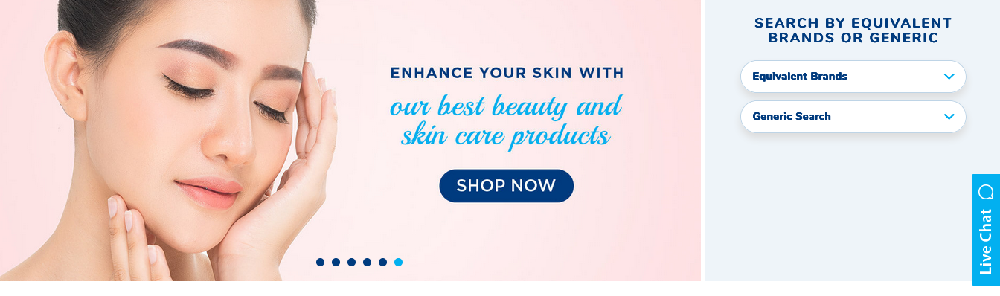 ENHANCE YOUR SKIN WITH
our best beauty and
skin care products
SHOP NOW
SEARCH BY EQUIVALENT
BRANDS OR GENERIC
Equivalent Brands
Generic Search
Live Chat